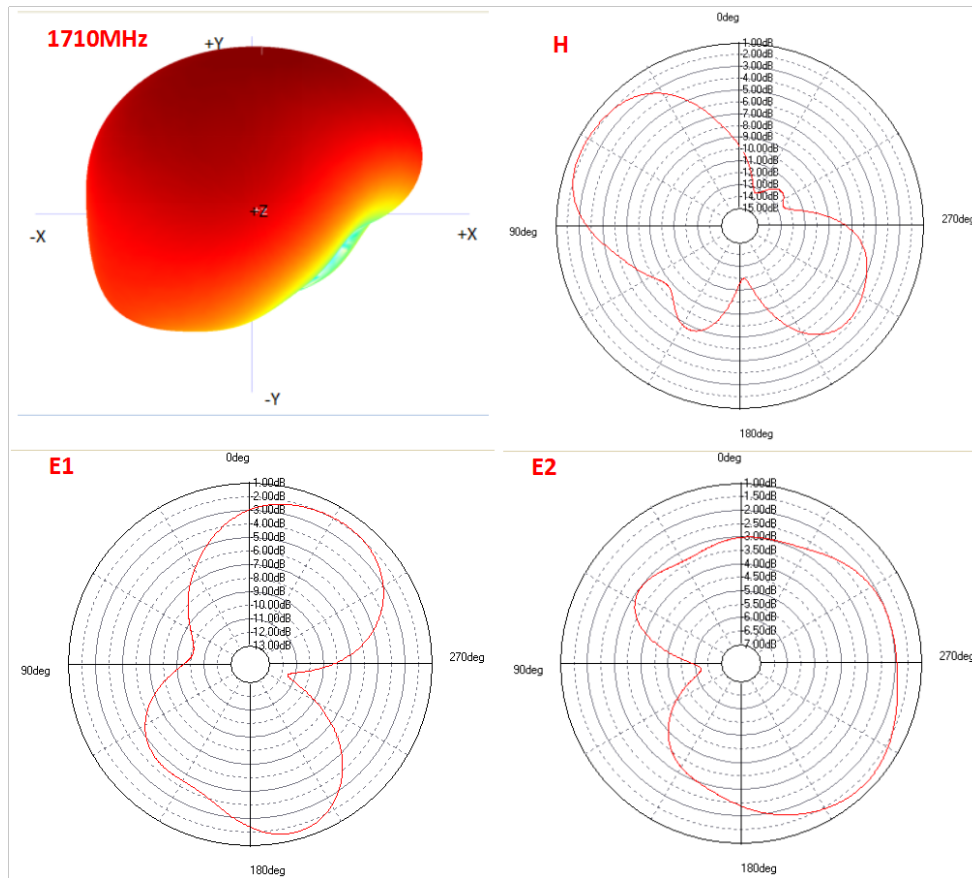 1710MHz
+Y
+Z
-X
+X
-Y
H
0deg
1.00dB
2.00dB
3.00dB
4.00dB
5.00dB
6.00dB
7.00dB
8.00dB
9.00dB
10.00dB
11.00dB
12.00dB
13.00dB
14.00dB
15.00dB
90deg
270deg
180deg
E1
0deg
1.00dB
2.00dB
3.00dB
4.00dB
5.00dB
6.00dB
7.00dB
8.00dB
9.00dB
10.00dB
11.00dB
12.00dB
13.00dB
90deg
270deg
180deg
E2
0deg
1.00dB
1.50dB
2.00dB
2.50dB
3.00dB
3.50dB
4.00dB
4.50dB
5.00dB
5.50dB
6.00dB
6.50dB
7.00dB
90deg
270deg
180deg